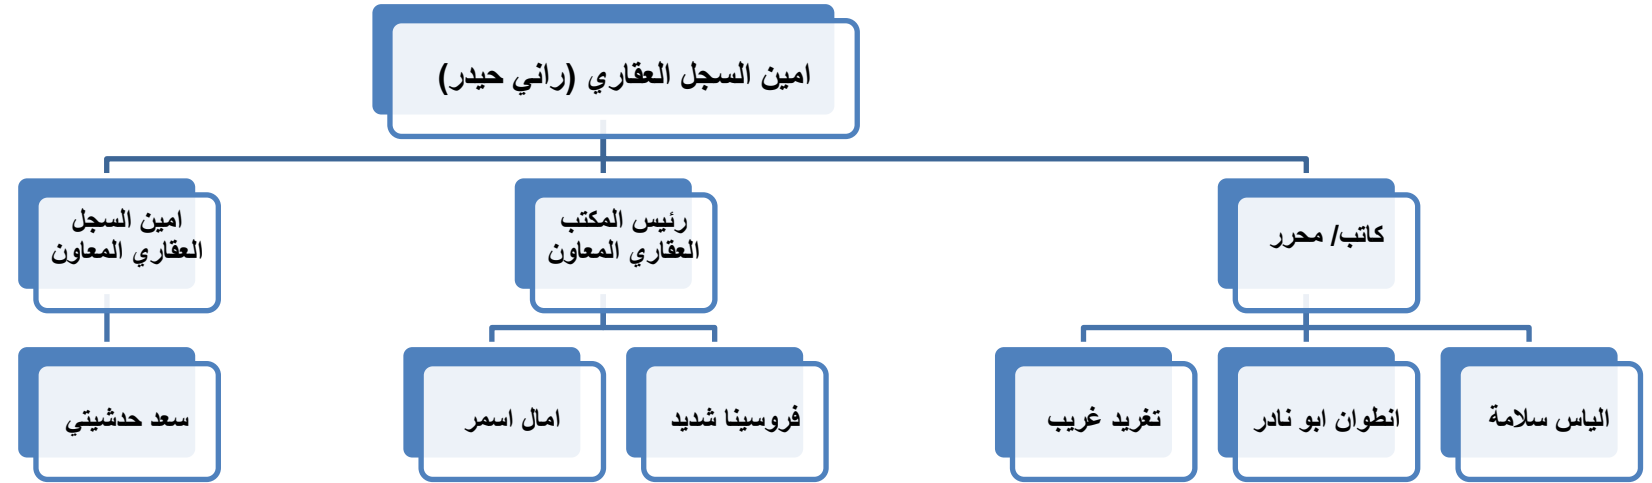 امين السجل العقاري (راني حيدر)
كاتب/ محرر
رئيس المكتب
العقاري المعاون
امين السجل
العقاري المعاون
الياس سلامة
انطوان ابو نادر
تغريد غريب
فروسينا شديد
امال اسمر
سعد حدشيتي